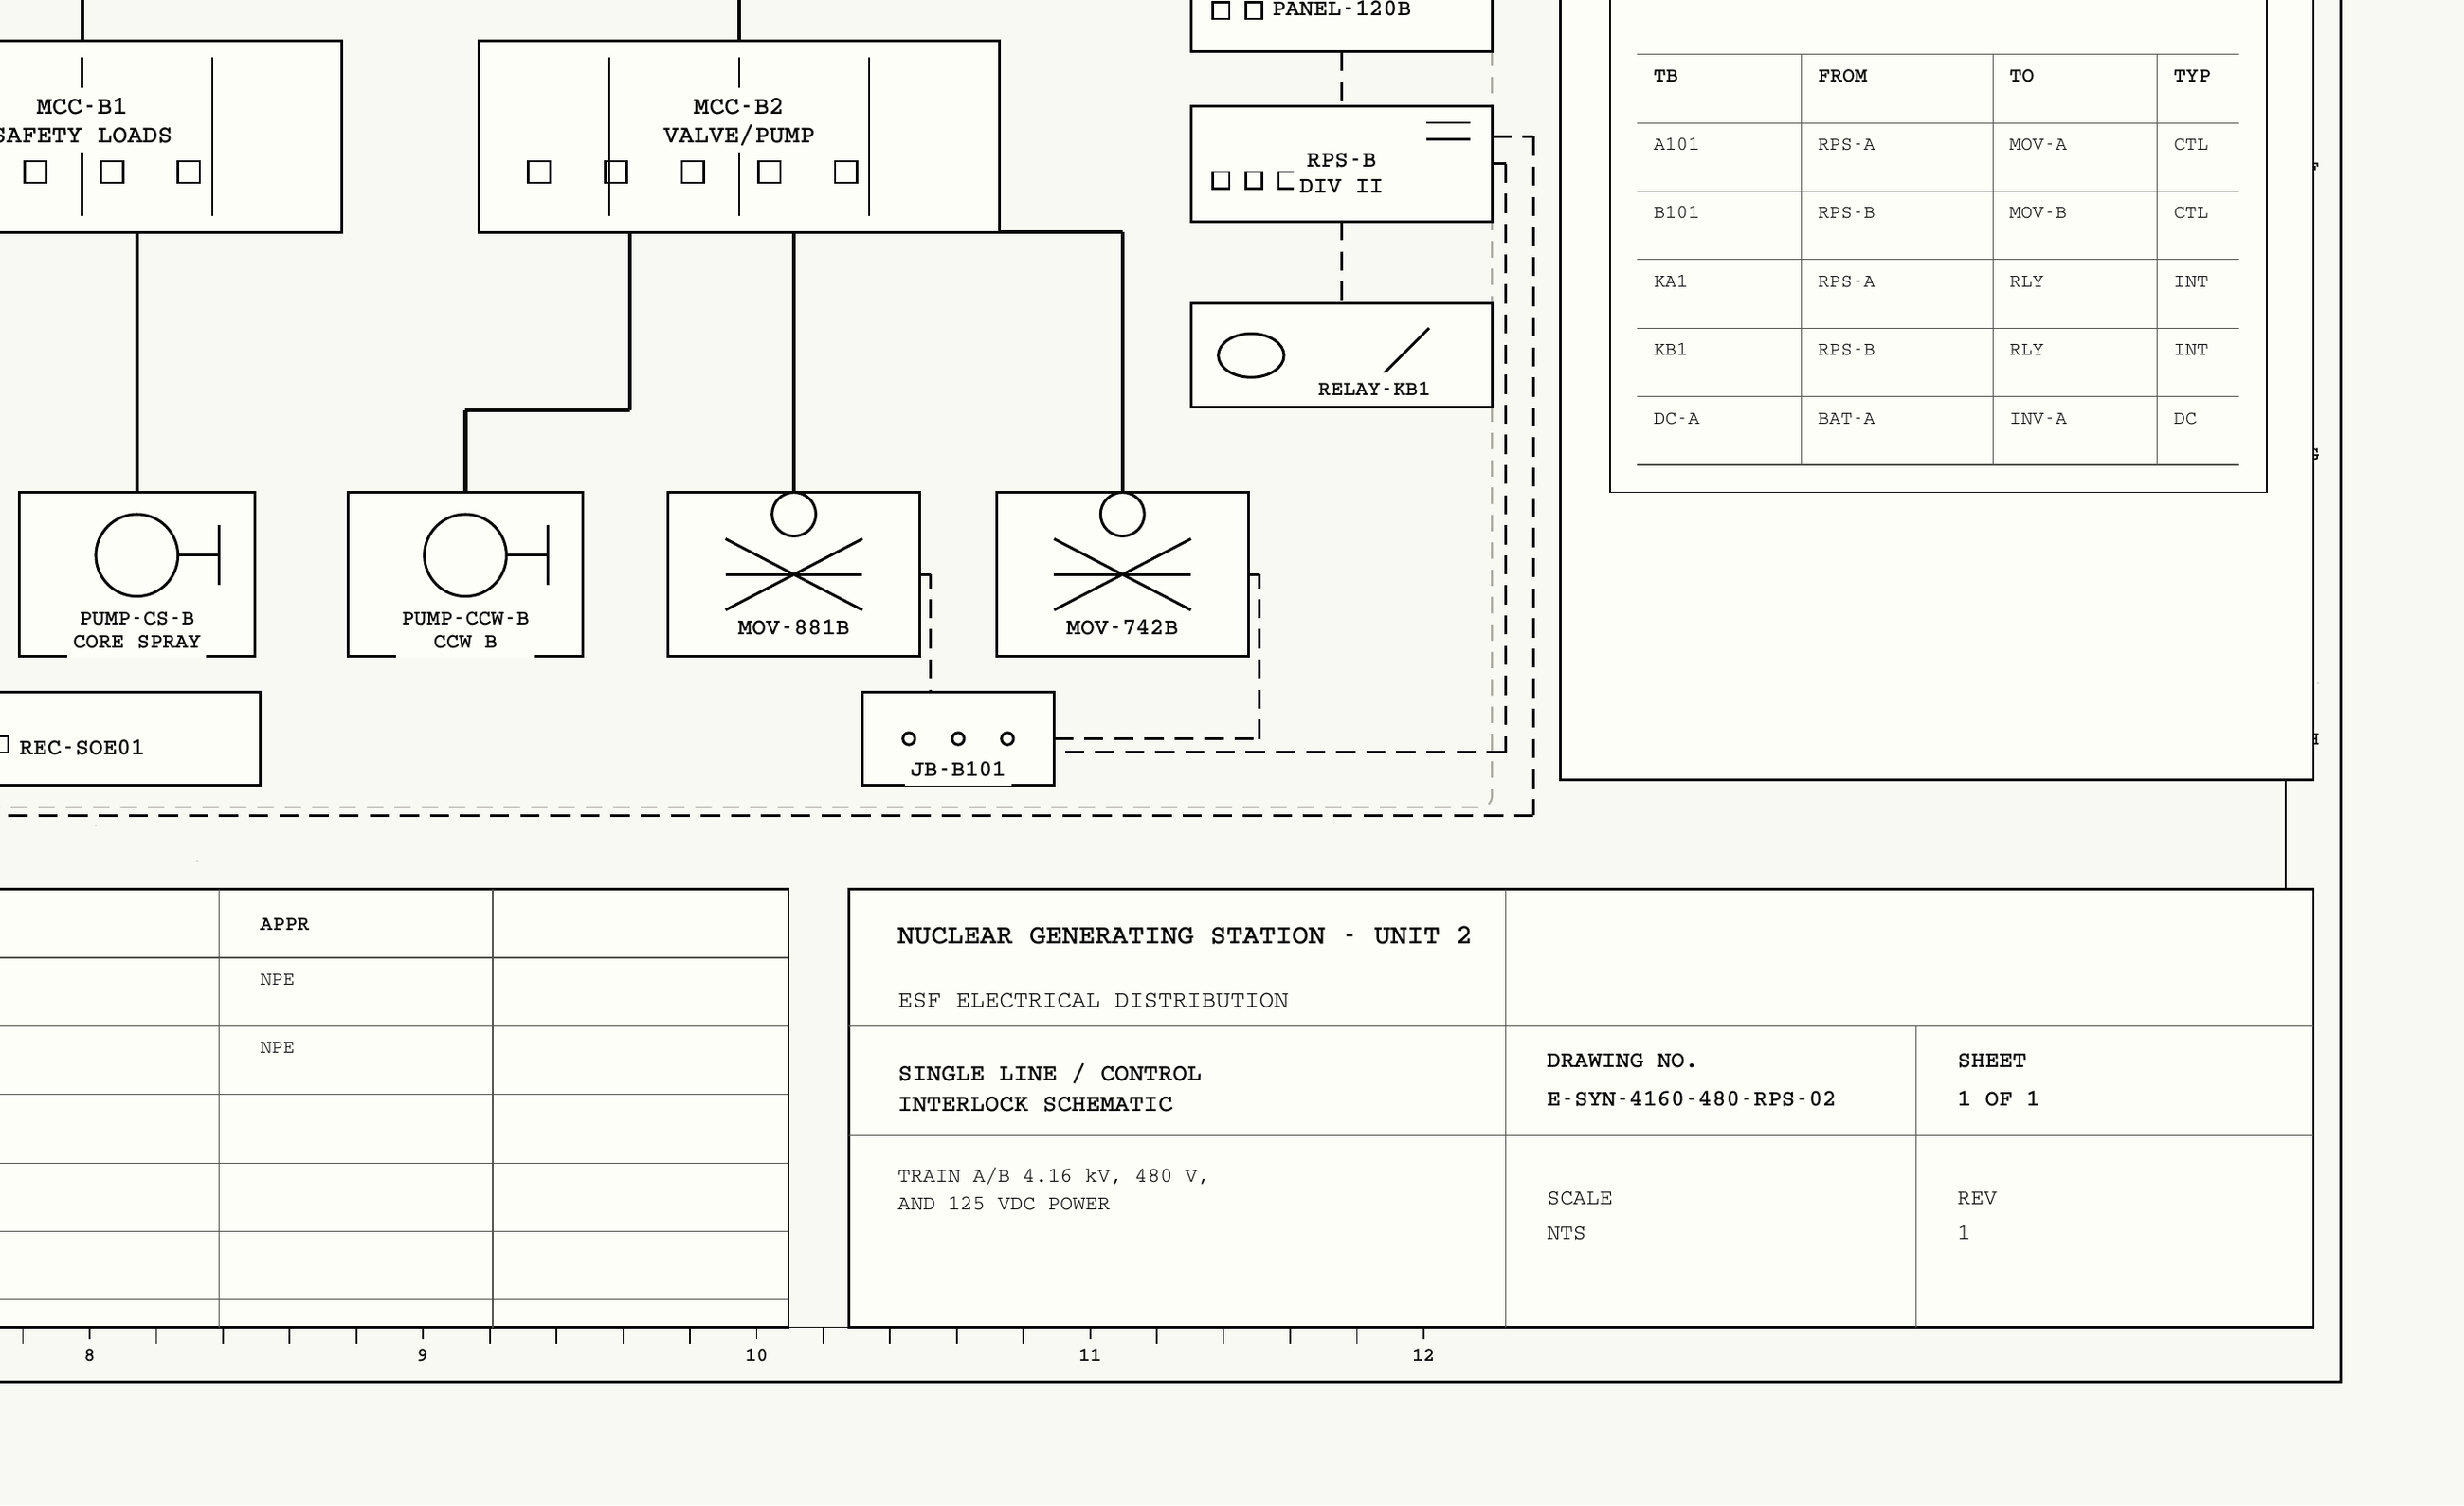 PANEL-120B
MCC-B1
SAFETY LOADS
MCC-B2
VALVE/PUMP
RPS-B
DIV II
RELAY-KB1
TB FROM TO TYP
A101 RPS-A MOV-A CTL
B101 RPS-B MOV-B CTL
KA1 RPS-A RLY INT
KB1 RPS-B RLY INT
DC-A BAT-A INV-A DC
PUMP-CS-B
CORE SPRAY
PUMP-CCW-B
CCW B
MOV-881B
MOV-742B
REC-SOE01
JB-B101
APPR
NPE
NPE
NUCLEAR GENERATING STATION - UNIT 2
ESF ELECTRICAL DISTRIBUTION
SINGLE LINE / CONTROL
INTERLOCK SCHEMATIC
DRAWING NO.
E-SYN-4160-480-RPS-02
SHEET
1 OF 1
TRAIN A/B 4.16 kV, 480 V,
AND 125 VDC POWER
SCALE
NTS
REV
1
8 9 10 11 12